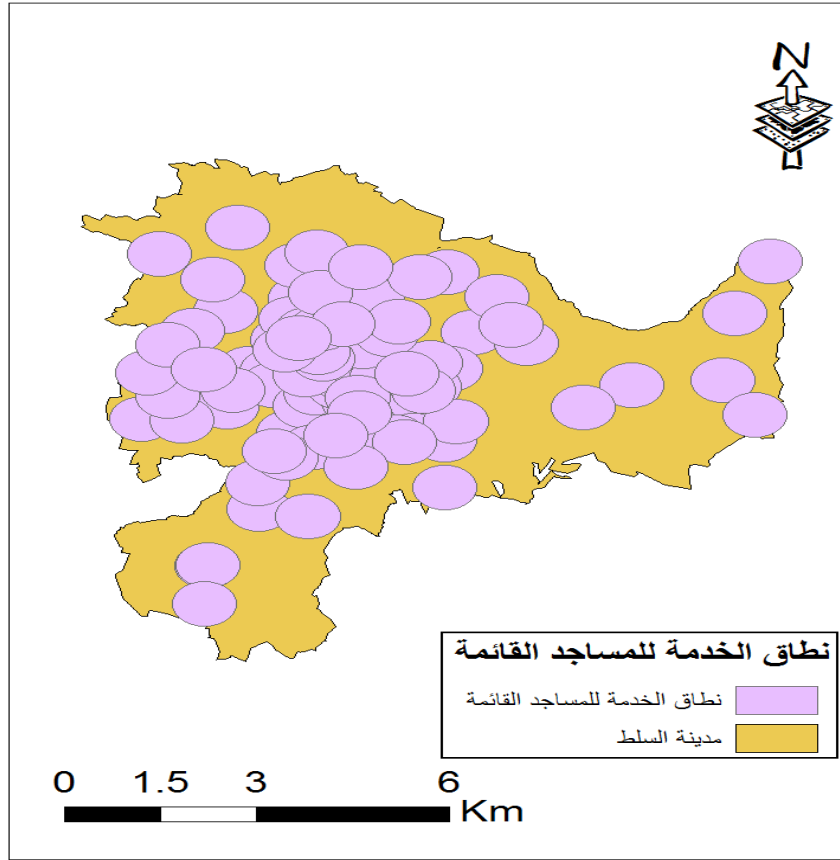 N
نطاق الخدمة للمساجد القائمة
نطاق الخدمة للمساجد القائمة
مدينة السلط
0 1.5 3 6
Km